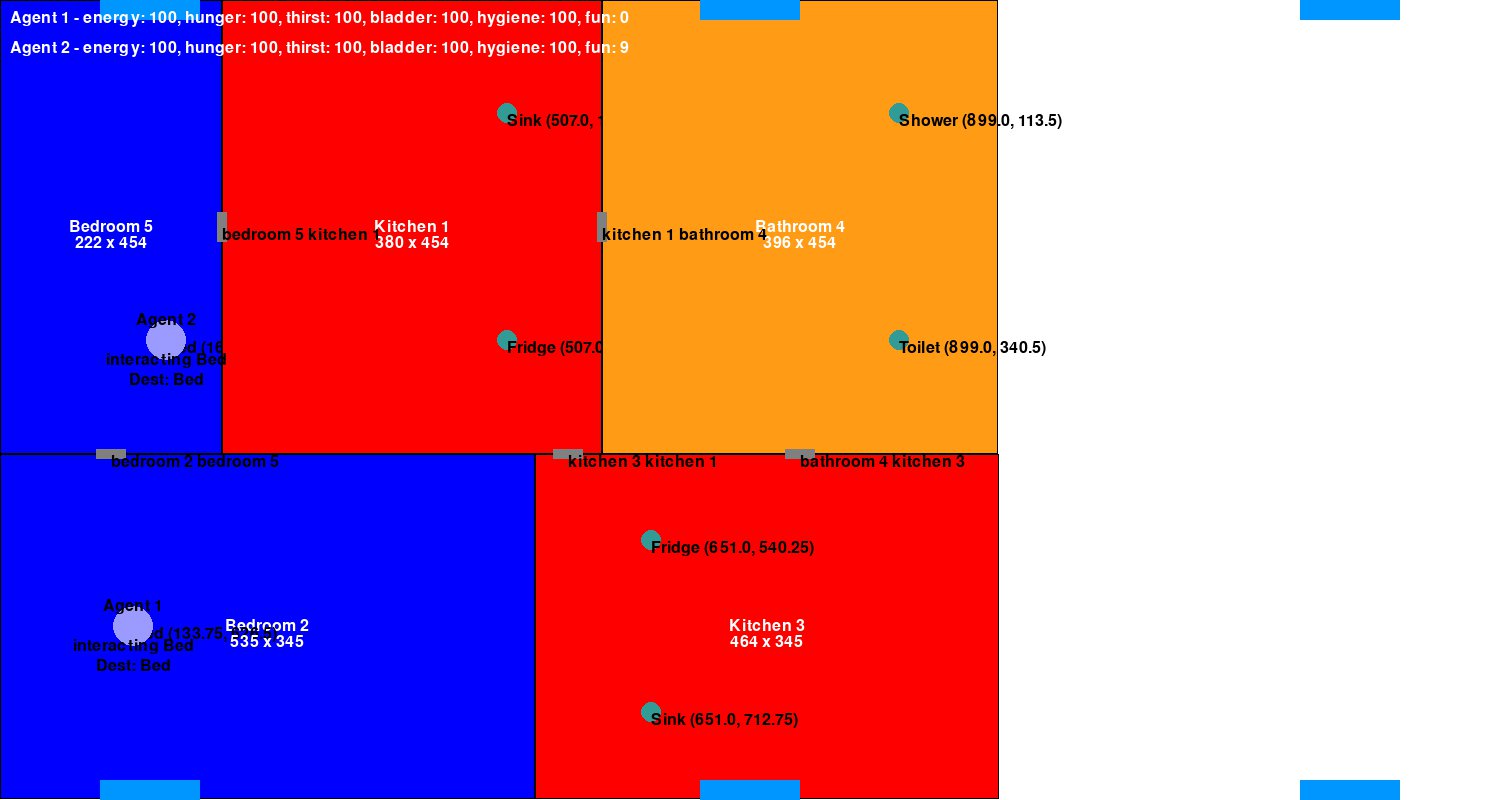 Agent 1 - energy: 100, hunger: 100, thirst: 100, bladder: 100, hygiene: 100, fun: 0
Agent 2 - energy: 100, hunger: 100, thirst: 100, bladder: 100, hygiene: 100, fun: 9
Sink (507.0, 1
Shower (899.0, 113.5)
Bedroom 5
222 x 454
bedroom 5 kitchen 1
Kitchen 1
380 x 454
kitchen 1 bathroom 4
Bathroom 4
396 x 454
Agent 2
interacting Bed
Dest: Bed
Fridge (507.0
Toilet (899.0, 340.5)
bedroom 2 bedroom 5
kitchen 3 kitchen 1
bathroom 4 kitchen 3
Fridge (651.0, 540.25)
Agent 1
(133.75,
interacting Bed
Dest: Bed
Bedroom 2
535 x 345
Kitchen 3
464 x 345
Sink (651.0, 712.75)